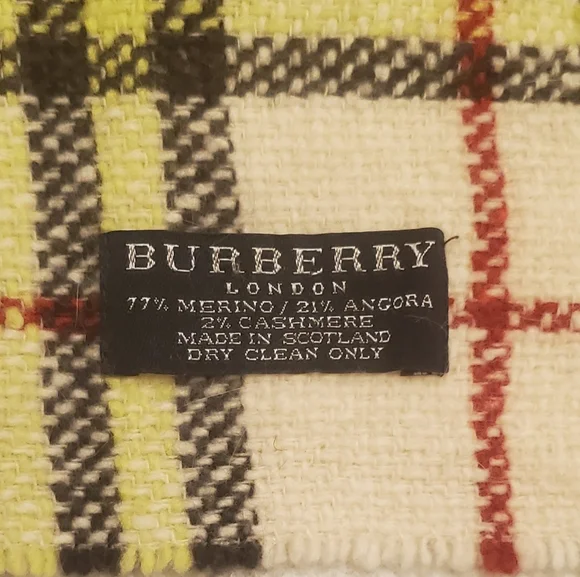 BURBERRY
LONDON
77% MERINO / 21% ANGORA
2% CASHMERE
MADE IN SCOTLAND
DRY CLEAN ONLY